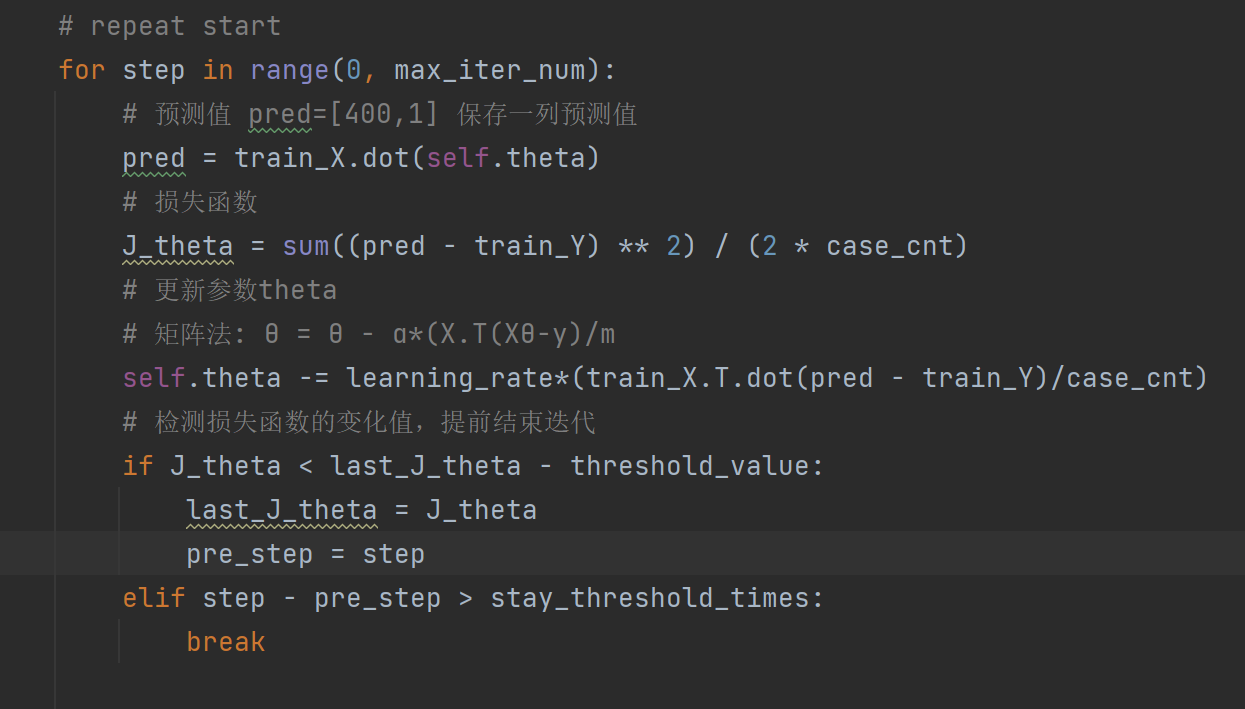 # repeat start
for step in range(0, max_iter_num):
# 预测值 pred=[400,1] 保存一列预测值
pred = train_X.dot(self.theta)
# 损失函数
J_theta = sum((pred - train_Y) ** 2) / (2 * case_cnt)
# 更新参数theta
# 矩阵法: θ = θ - α*(X.T(Xθ-y)/m
self.theta -= learning_rate*(train_X.T.dot(pred - train_Y)/case_cnt)
# 检测损失函数的变化值，提前结束迭代
if J_theta < last_J_theta - threshold_value:
last_J_theta = J_theta
pre_step = step
elif step - pre_step > stay_threshold_times:
break